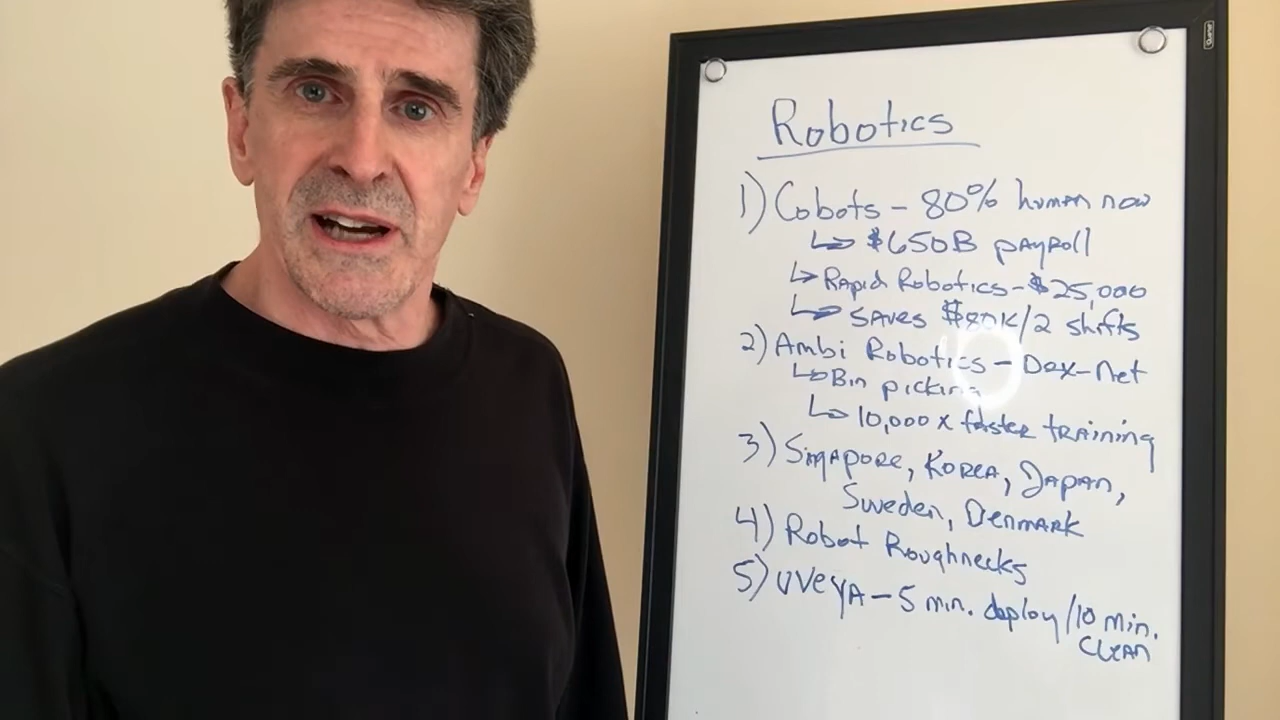 Robotics
1) Cobots - 80% human now
↳ $650B payroll
↳ Rapid Robotics - $25,000
↳ saves $80K/2 shifts
2) Ambi Robotics - Dex-Net
↳ Bin picking
↳ 10,000x faster training
3) Singapore, Korea, Japan,
Sweden, Denmark
4) Robot Roughnecks
5) UVeya - 5 min. deploy/10 min.
clean